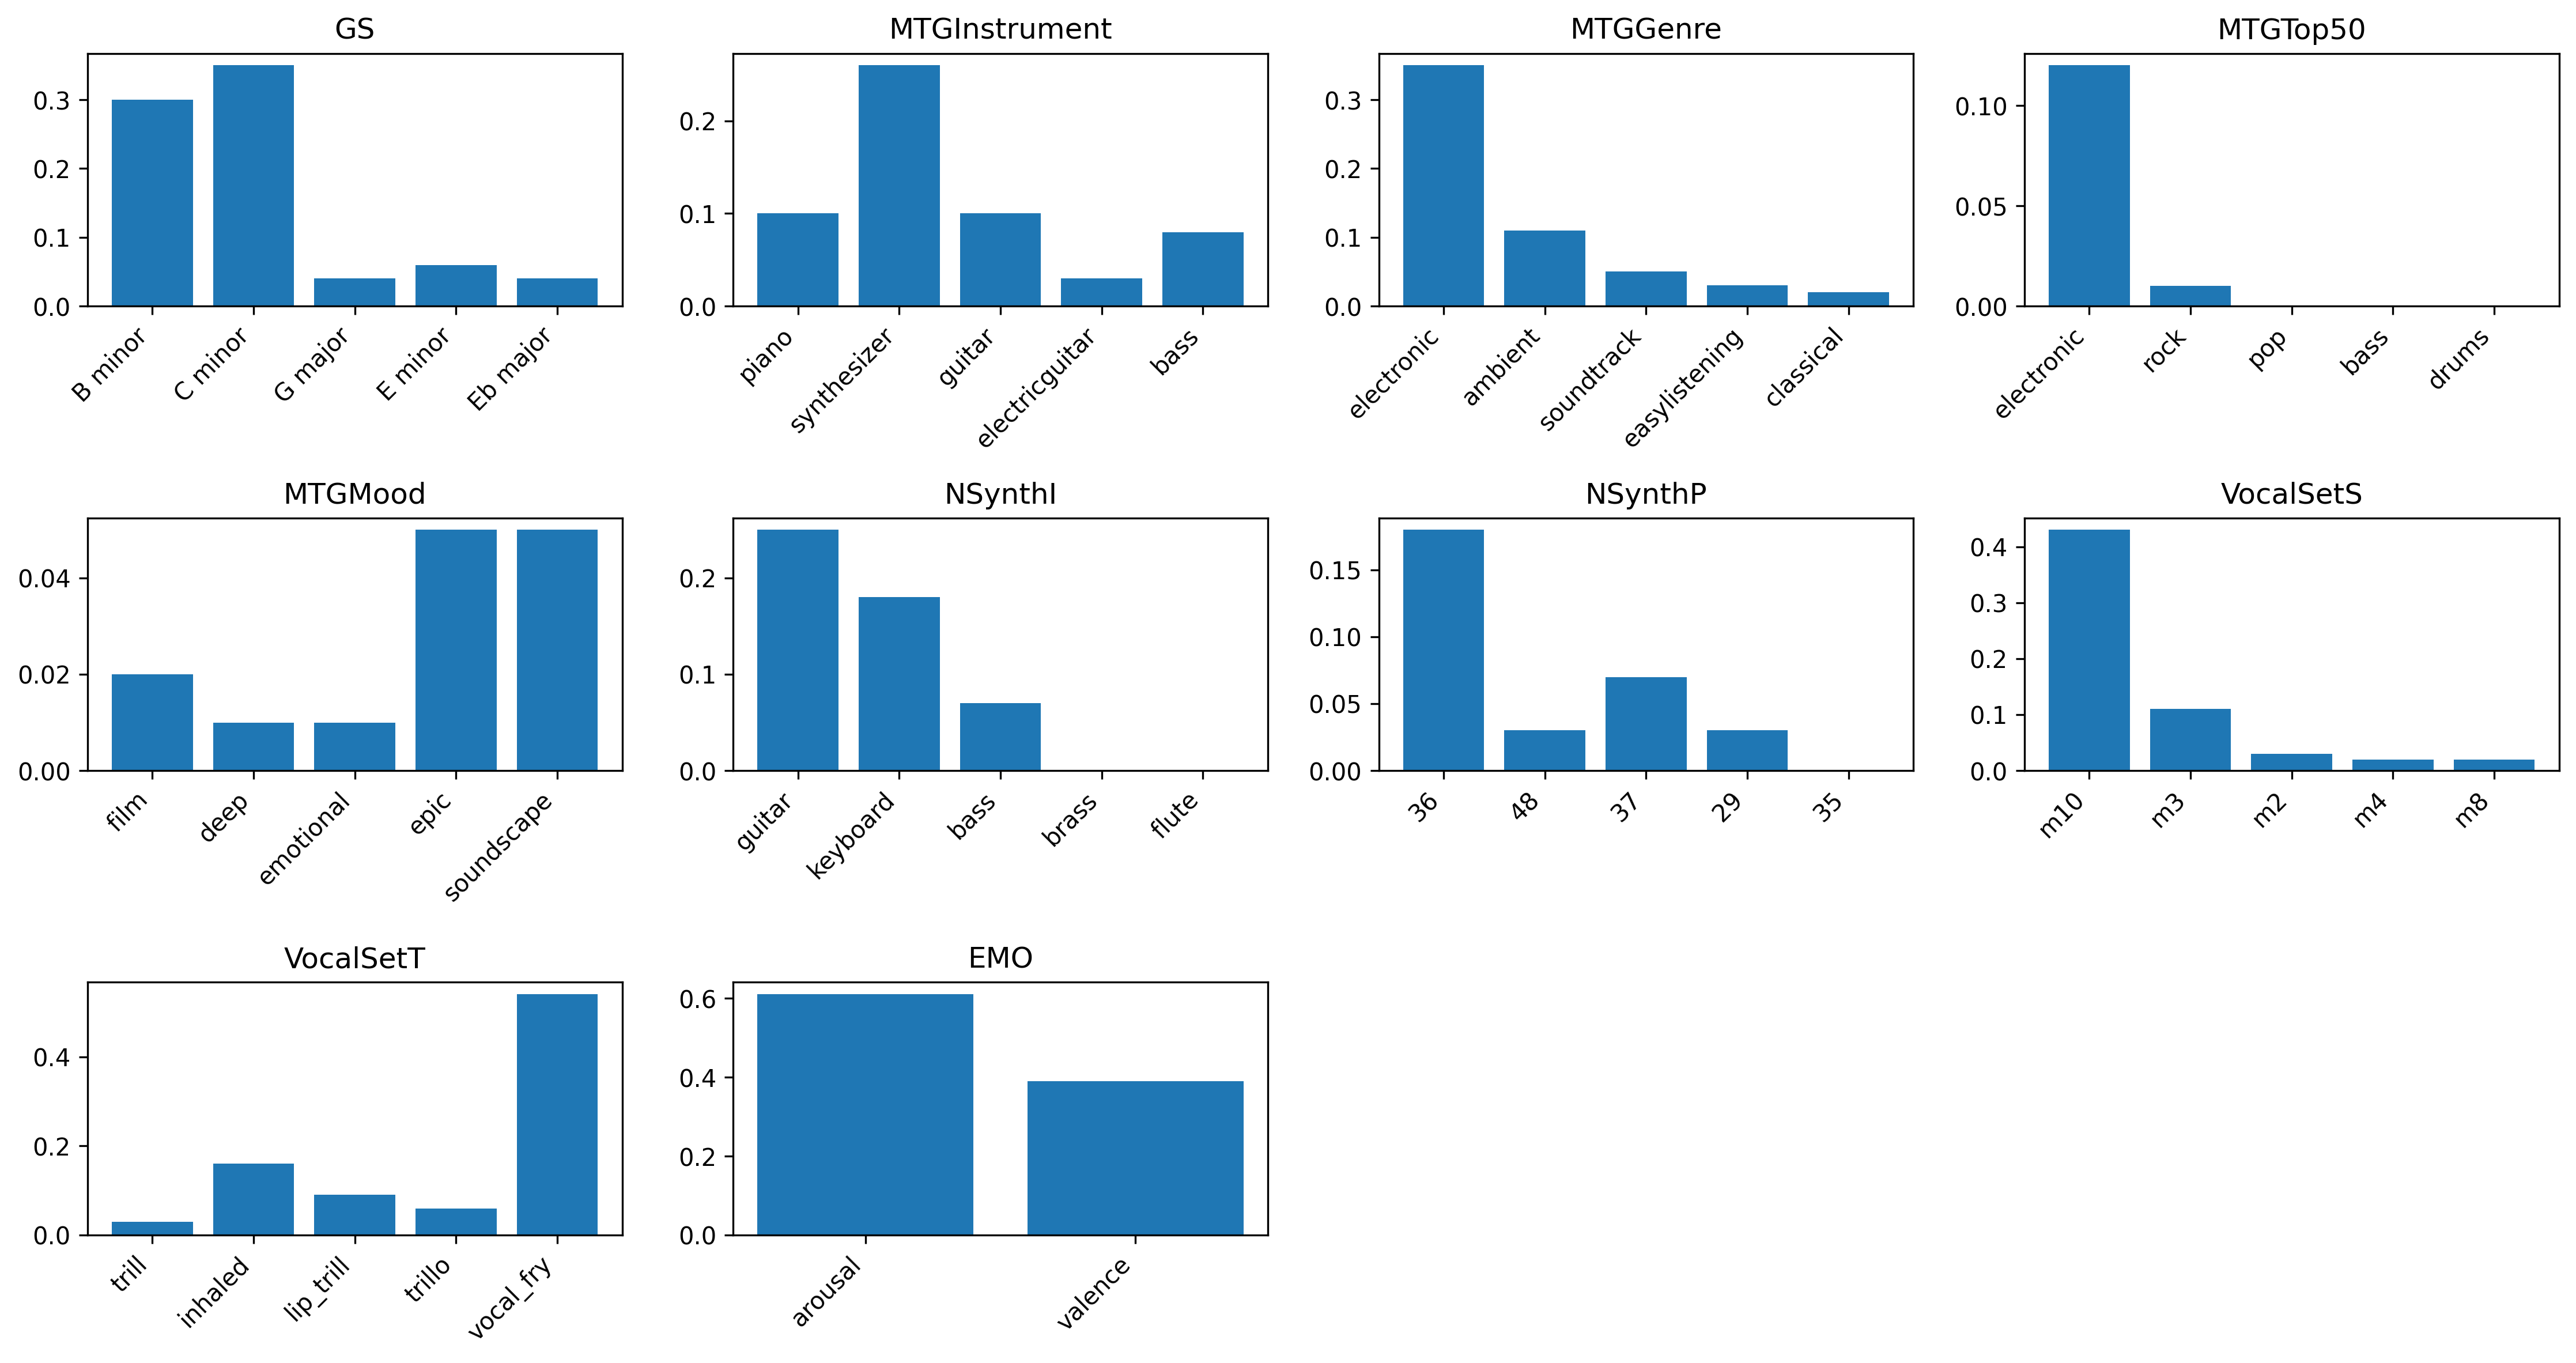 GS
0.3
0.2
0.1
0.0
B minor
C minor
G major
E minor
Eb major
MTGInstrument
0.2
0.1
0.0
piano
synthesizer
guitar
electricguitar
bass
MTGGenre
0.3
0.2
0.1
0.0
electronic
ambient
soundtrack
easylistening
classical
MTGTop50
0.10
0.05
0.00
electronic
rock
pop
bass
drums
MTGMood
0.04
0.02
0.00
film
deep
emotional
epic
soundscape
NSynthI
0.2
0.1
0.0
guitar
keyboard
bass
brass
flute
NSynthP
0.15
0.10
0.05
0.00
36
48
37
29
35
VocalSetS
0.4
0.3
0.2
0.1
0.0
m10
m3
m2
m4
m8
VocalSetT
0.4
0.2
0.0
trill
inhaled
lip_trill
trillo
vocal_fry
EMO
0.6
0.4
0.2
0.0
arousal
valence